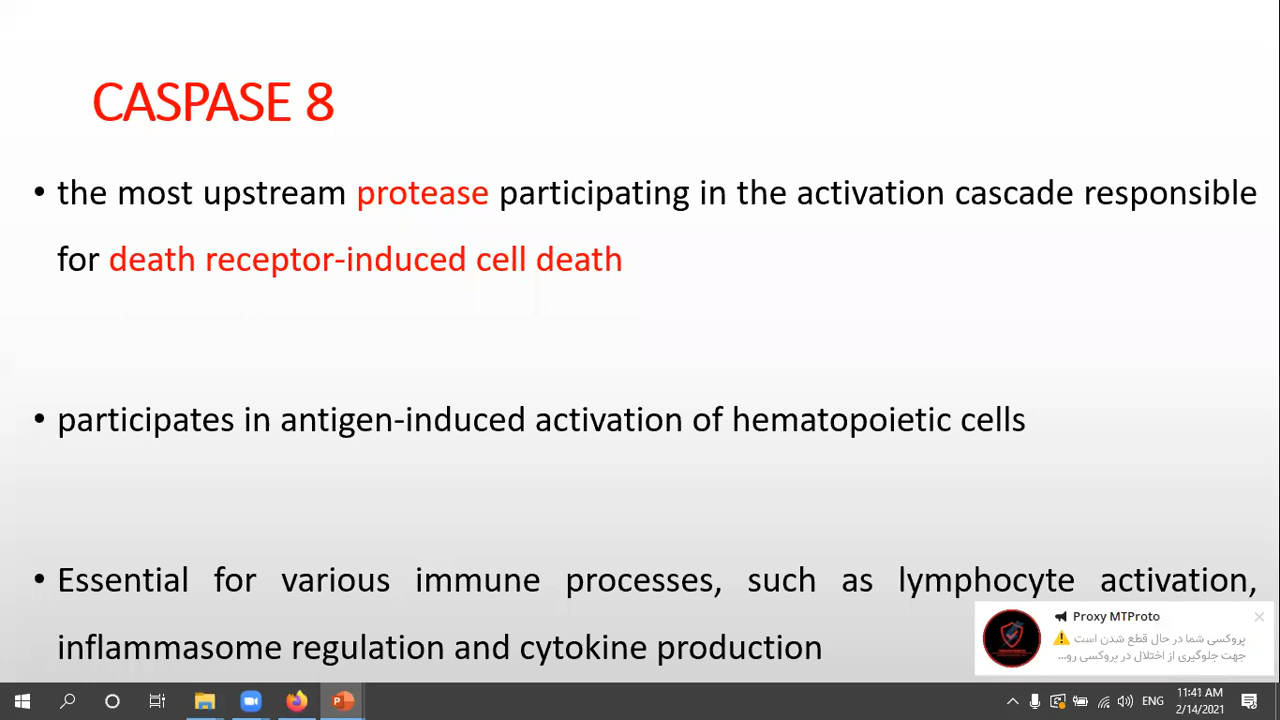 CASPASE 8
• the most upstream protease participating in the activation cascade responsible
for death receptor-induced cell death
• participates in antigen-induced activation of hematopoietic cells
• Essential for various immune processes, such as lymphocyte activation,
inflammasome regulation and cytokine production
Proxy MTProto
پروکسی شما در حال قطع شدن است ⚠️
جهت جلوگیری از اختلال در پروکسی رو...
ENG
11:41 AM
2/14/2021